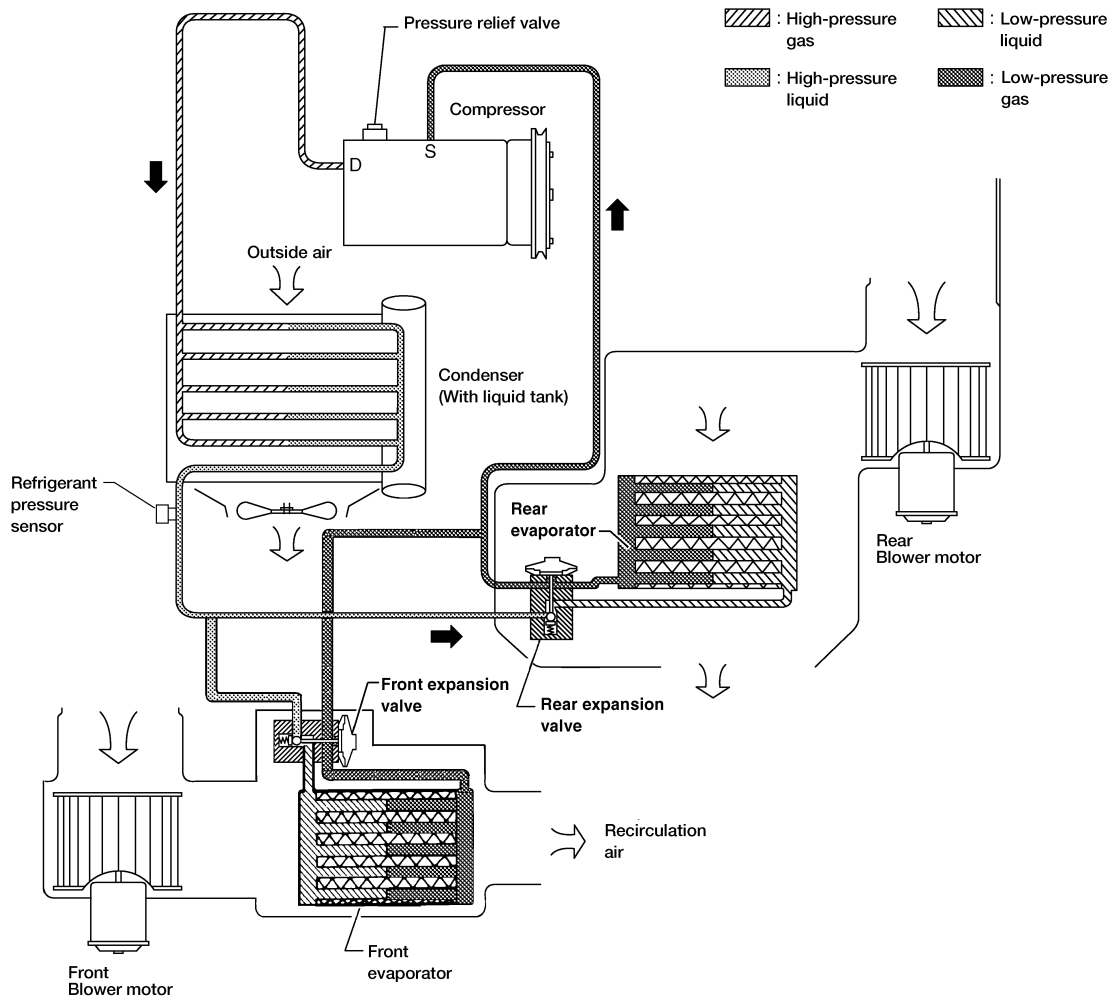 Pressure relief valve
: High-pressure
gas
: Low-pressure
liquid
: High-pressure
liquid
: Low-pressure
gas
Compressor
S
D
Outside air
Condenser
(With liquid tank)
Refrigerant
pressure
sensor
Rear
evaporator
Rear
Blower motor
Front expansion
valve
Rear expansion
valve
Recirculation
air
Front
evaporator
Front
Blower motor